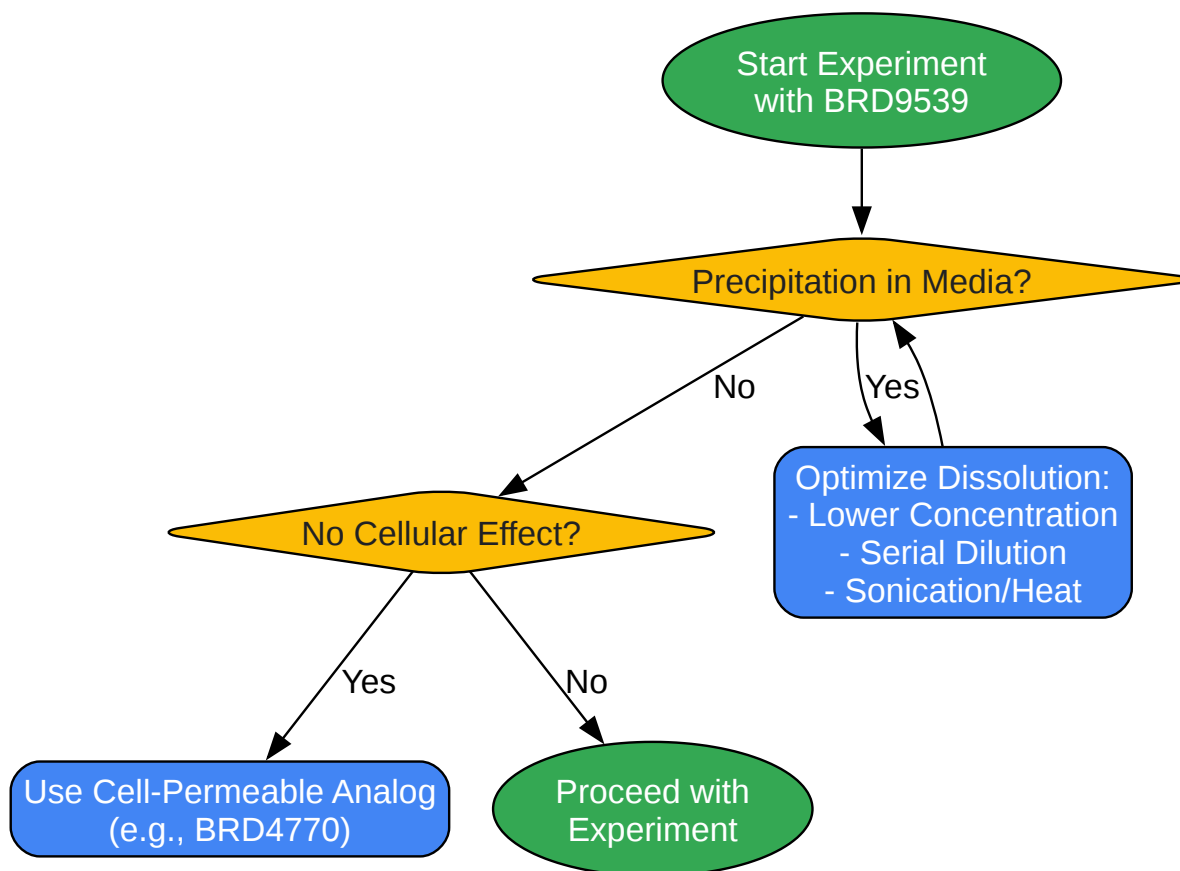 Start Experiment
with BRD9539
Precipitation in Media?
No
Yes
Optimize Dissolution:
- Lower Concentration
- Serial Dilution
- Sonication/Heat
No Cellular Effect?
Yes
No
Use Cell-Permeable Analog
(e.g., BRD4770)
Proceed with
Experiment